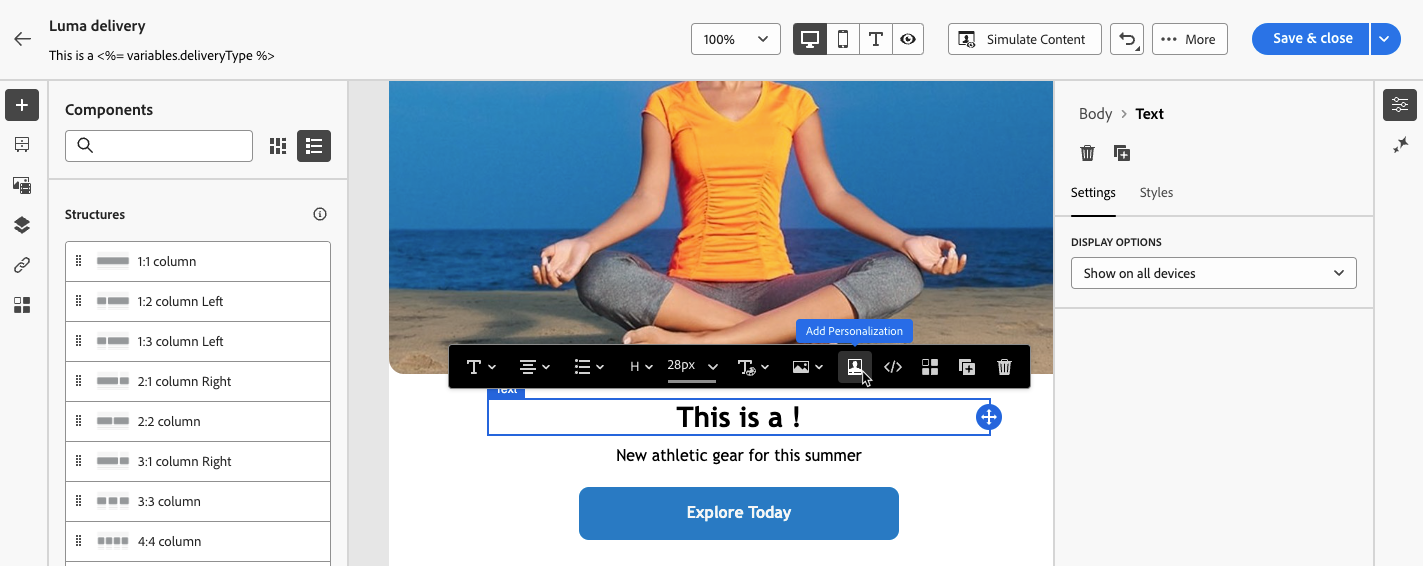 Luma delivery
This is a <%= variables.deliveryType %>
100%
Simulate Content
More
Save & close
Components
Structures
1:1 column
1:2 column Left
1:3 column Left
2:1 column Right
2:2 column
3:1 column Right
3:3 column
4:4 column
Add Personalization
H
28px
Text
This is a !
New athletic gear for this summer
Explore Today
Body > Text
Settings
Styles
DISPLAY OPTIONS
Show on all devices